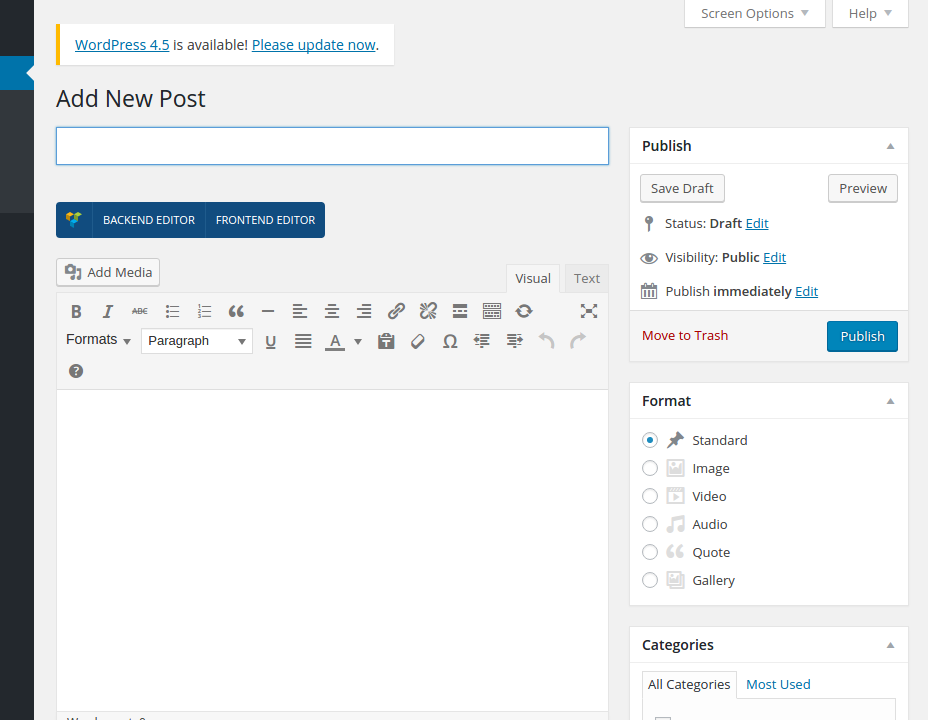 Screen Options Help
WordPress 4.5 is available! Please update now.
Add New Post
Publish
Save Draft Preview
Status: Draft Edit
Visibility: Public Edit
Publish immediately Edit
Move to Trash Publish
BACKEND EDITOR FRONTEND EDITOR
Add Media
Visual Text
B I ABC
Formats Paragraph U A Ω
Format
Standard
Image
Video
Audio
Quote
Gallery
Categories
All Categories Most Used